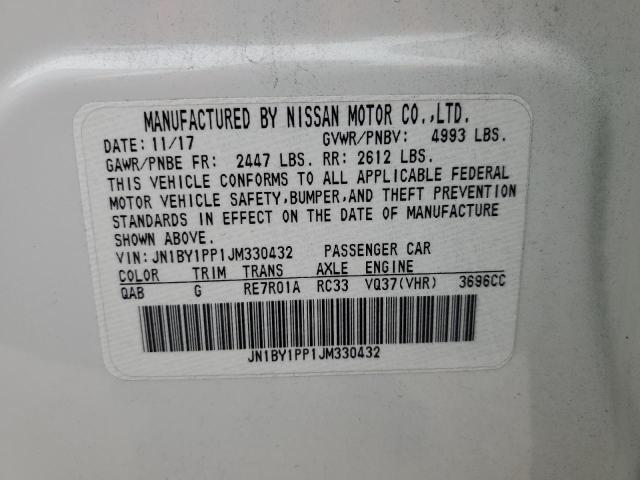 MANUFACTURED BY NISSAN MOTOR CO.,LTD.
DATE: 11/17 GVWR/PNBV: 4993 LBS.
GAWR/PNBE FR: 2447 LBS. RR: 2612 LBS.
THIS VEHICLE CONFORMS TO ALL APPLICABLE FEDERAL
MOTOR VEHICLE SAFETY,BUMPER,AND THEFT PREVENTION
STANDARDS IN EFFECT ON THE DATE OF MANUFACTURE
SHOWN ABOVE.
VIN:JN1BY1PP1JM330432 PASSENGER CAR
COLOR TRIM TRANS AXLE ENGINE
QAB G RE7R01A RC33 VQ37(VHR) 3696CC
JN1BY1PP1JM330432